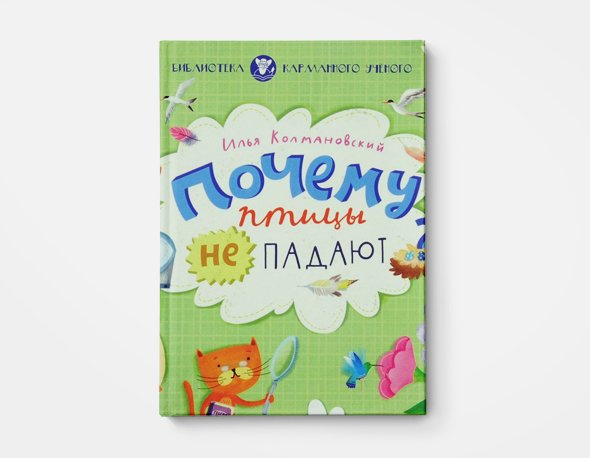 БИБЛИОТЕКА КАРМАННОГО УЧЕНОГО
Илья Колмановский
Почему
птицы
не ПАДАЮТ